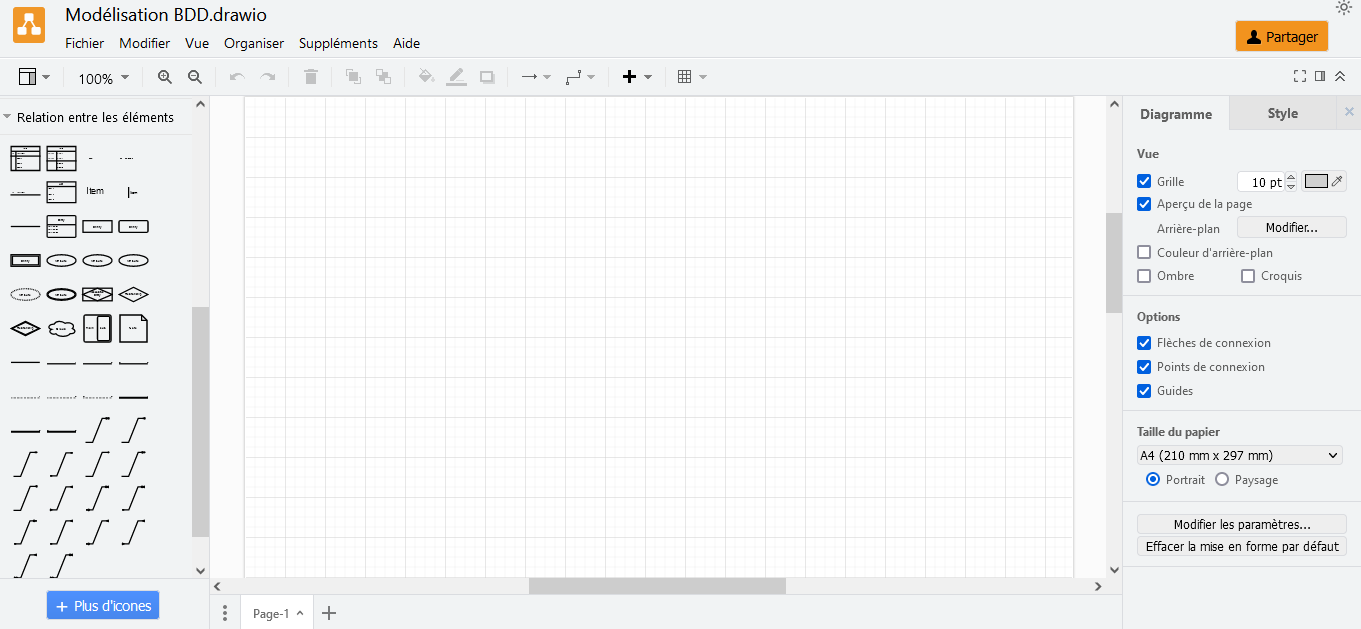 Modélisation BDD.drawio
Fichier Modifier Vue Organiser Suppléments Aide
Partager
100%
Relation entre les éléments
Item
+ Plus d'icones
Page-1
Diagramme Style
Vue
Grille 10 pt
Aperçu de la page
Arrière-plan Modifier...
Couleur d'arrière-plan
Ombre Croquis
Options
Flèches de connexion
Points de connexion
Guides
Taille du papier
A4 (210 mm x 297 mm)
Portrait Paysage
Modifier les paramètres...
Effacer la mise en forme par défaut